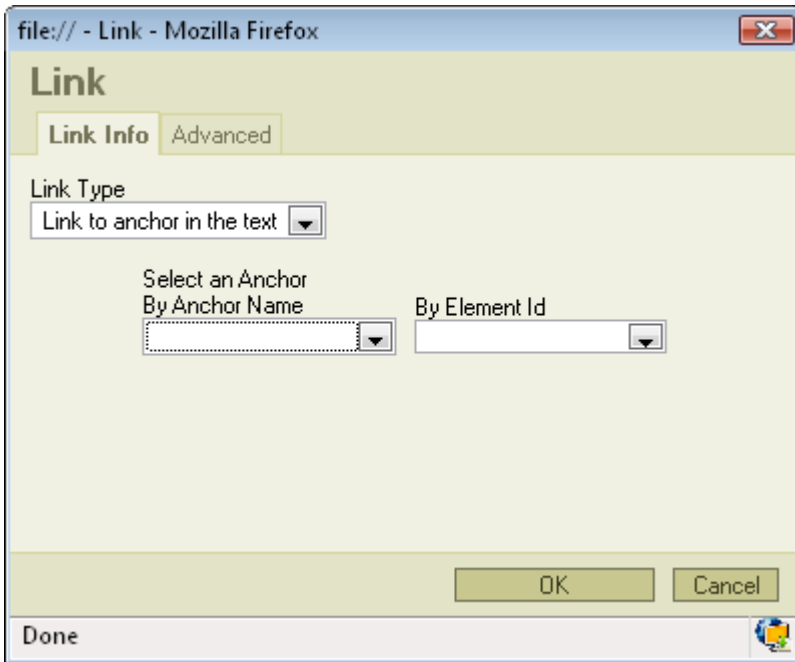 file:// - Link - Mozilla Firefox
Link
Link Info Advanced
Link Type
Link to anchor in the text
Select an Anchor
By Anchor Name By Element Id
OK Cancel
Done